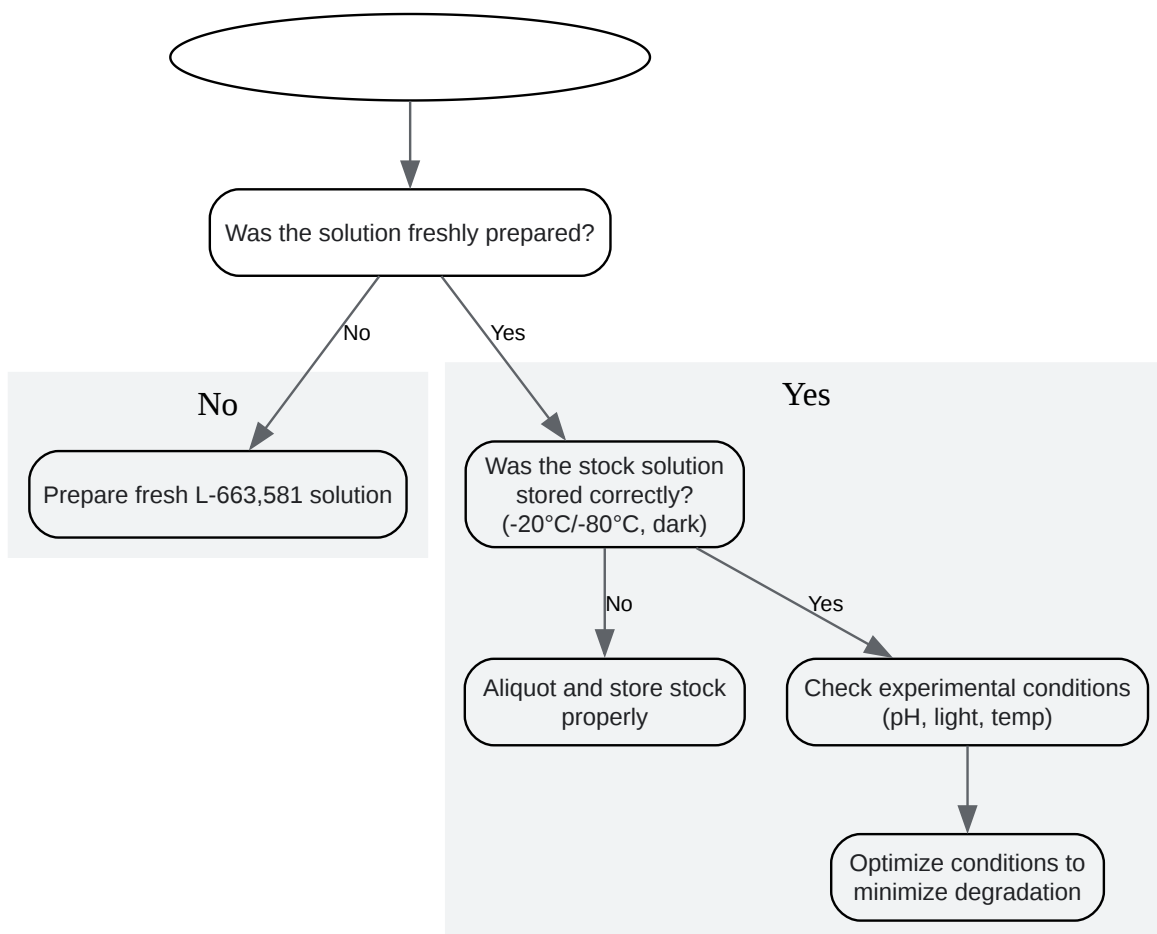 Was the solution freshly prepared?
No
Yes
No
Yes
Prepare fresh L-663,581 solution
Was the stock solution
stored correctly?
(-20°C/-80°C, dark)
No
Yes
Aliquot and store stock
properly
Check experimental conditions
(pH, light, temp)
Optimize conditions to
minimize degradation